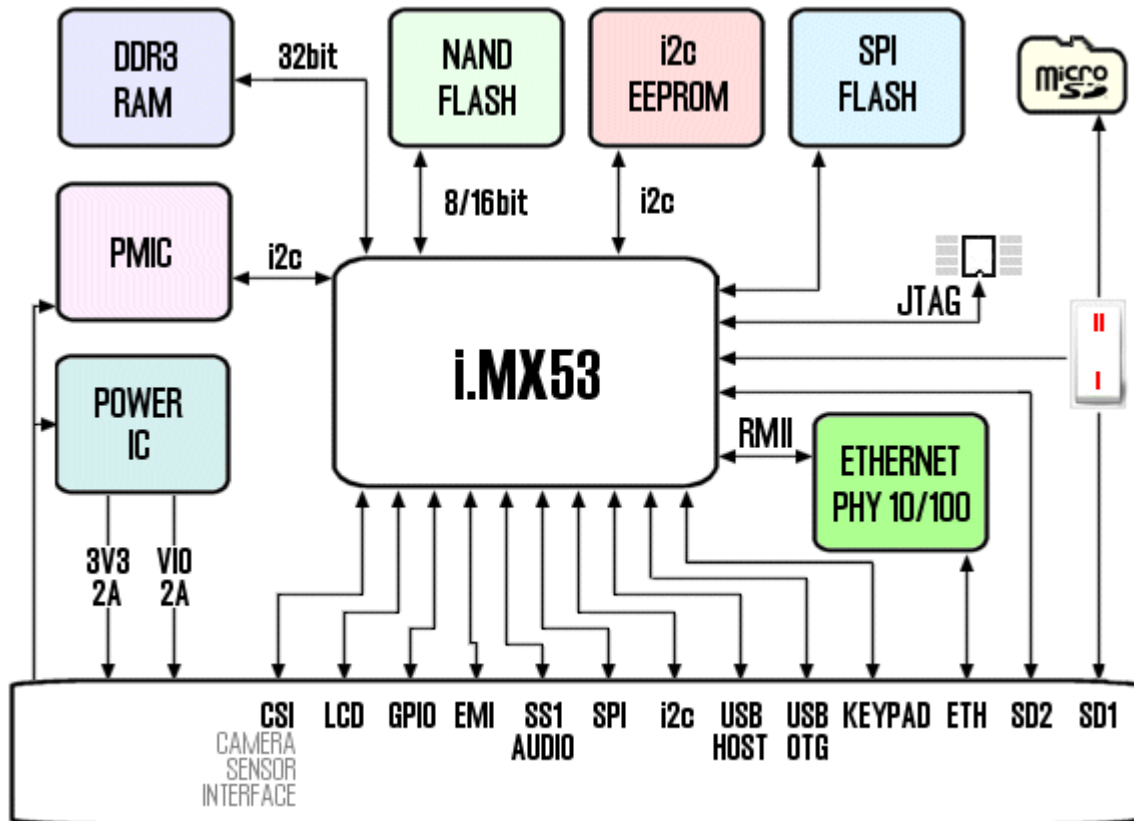 DDR3
RAM
32bit
NAND
FLASH
i2c
EEPROM
SPI
FLASH
micro
SD
8/16bit
i2c
PMIC
i2c
JTAG
II
I
i.MX53
POWER
IC
RMII
ETHERNET
PHY 10/100
3V3
2A
VIO
2A
CSI
CAMERA
SENSOR
INTERFACE
LCD
GPIO
EMI
SS1
AUDIO
SPI
i2c
USB
HOST
USB
OTG
KEYPAD
ETH
SD2
SD1